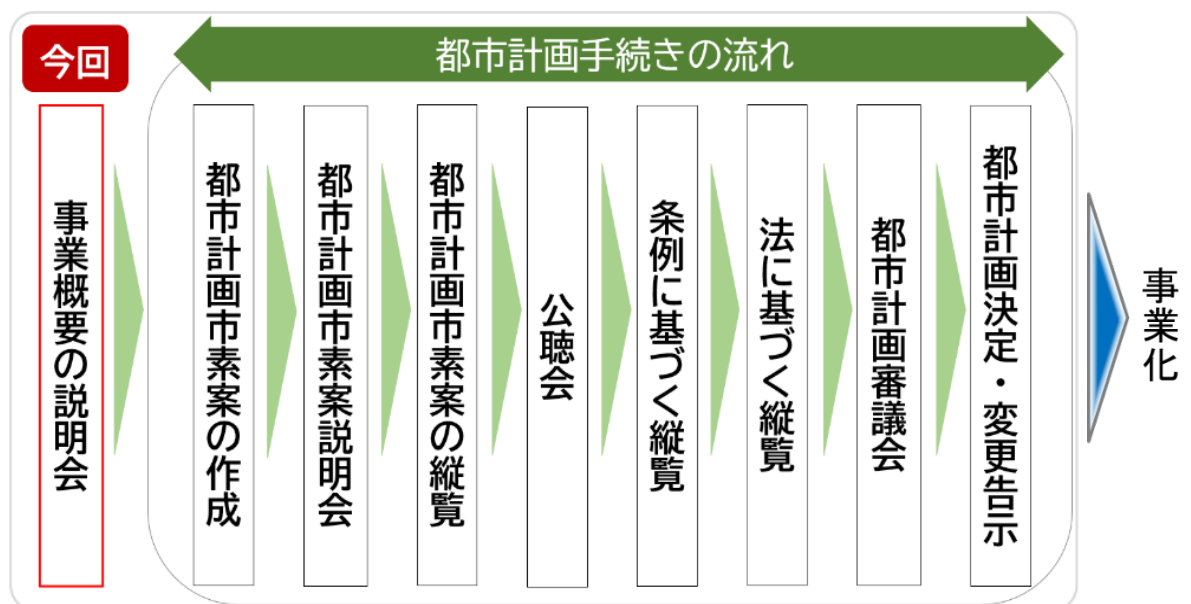 今回
都市計画手続きの流れ
事業概要の説明会
都市計画市素案の作成
都市計画市素案説明会
都市計画市素案の縦覧
公聴会
条例に基づく縦覧
法に基づく縦覧
都市計画審議会
都市計画決定・変更告示
事業化